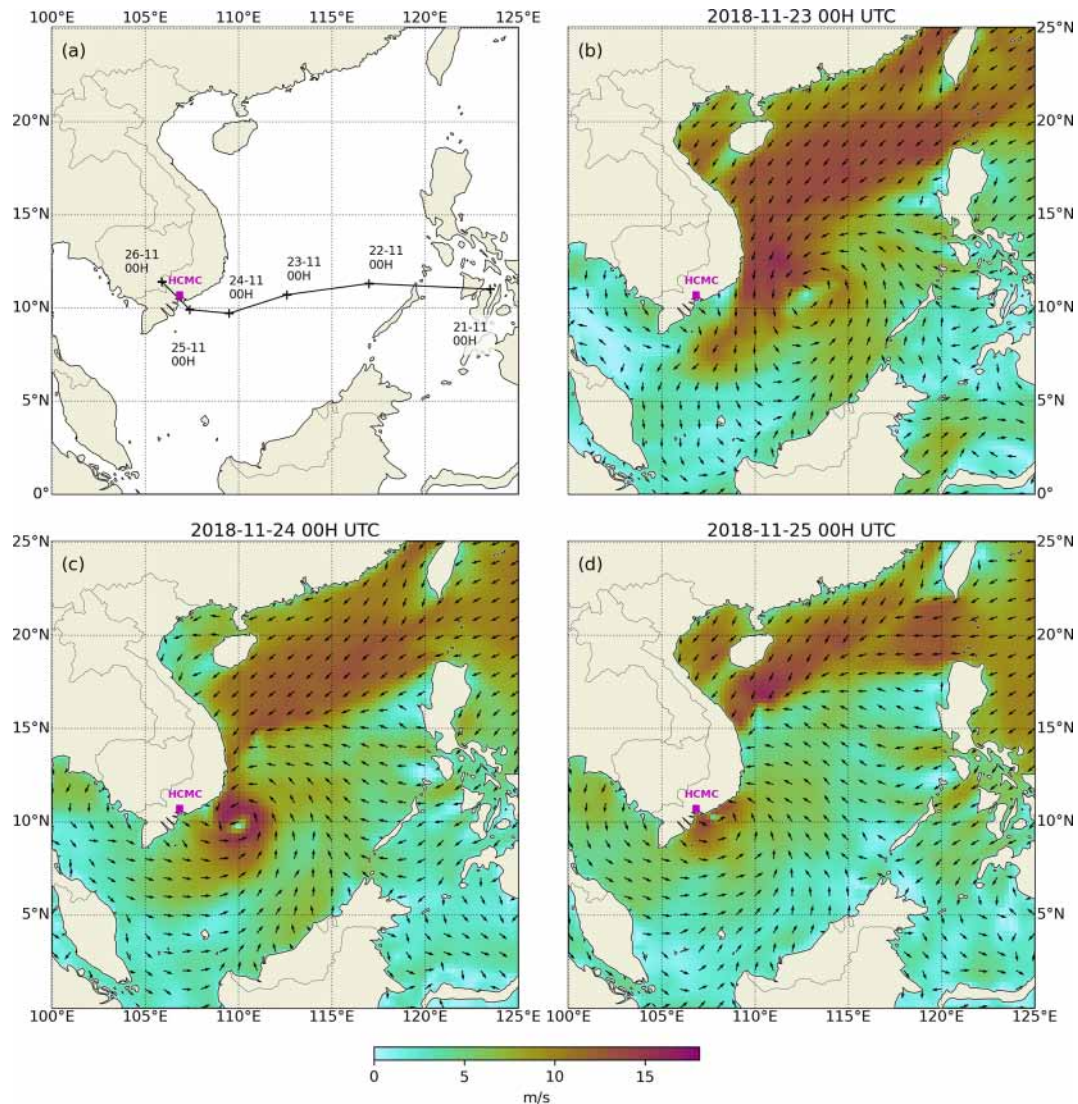 2018-11-23 00H UTC
(a)
20°N
15°N
10°N
5°N
0°
100°E
105°E
110°E
115°E
120°E
125°E
26-11
00H
HCMC
24-11
00H
23-11
00H
22-11
00H
25-11
00H
21-11
00H
(b)
HCMC
25°N
20°N
15°N
10°N
5°N
0°
2018-11-24 00H UTC
(c)
HCMC
25°N
20°N
15°N
10°N
5°N
100°E
105°E
110°E
115°E
120°E
125°E
2018-11-25 00H UTC
(d)
HCMC
25°N
20°N
15°N
10°N
5°N
100°E
105°E
110°E
115°E
120°E
125°E
0
5
10
15
m/s